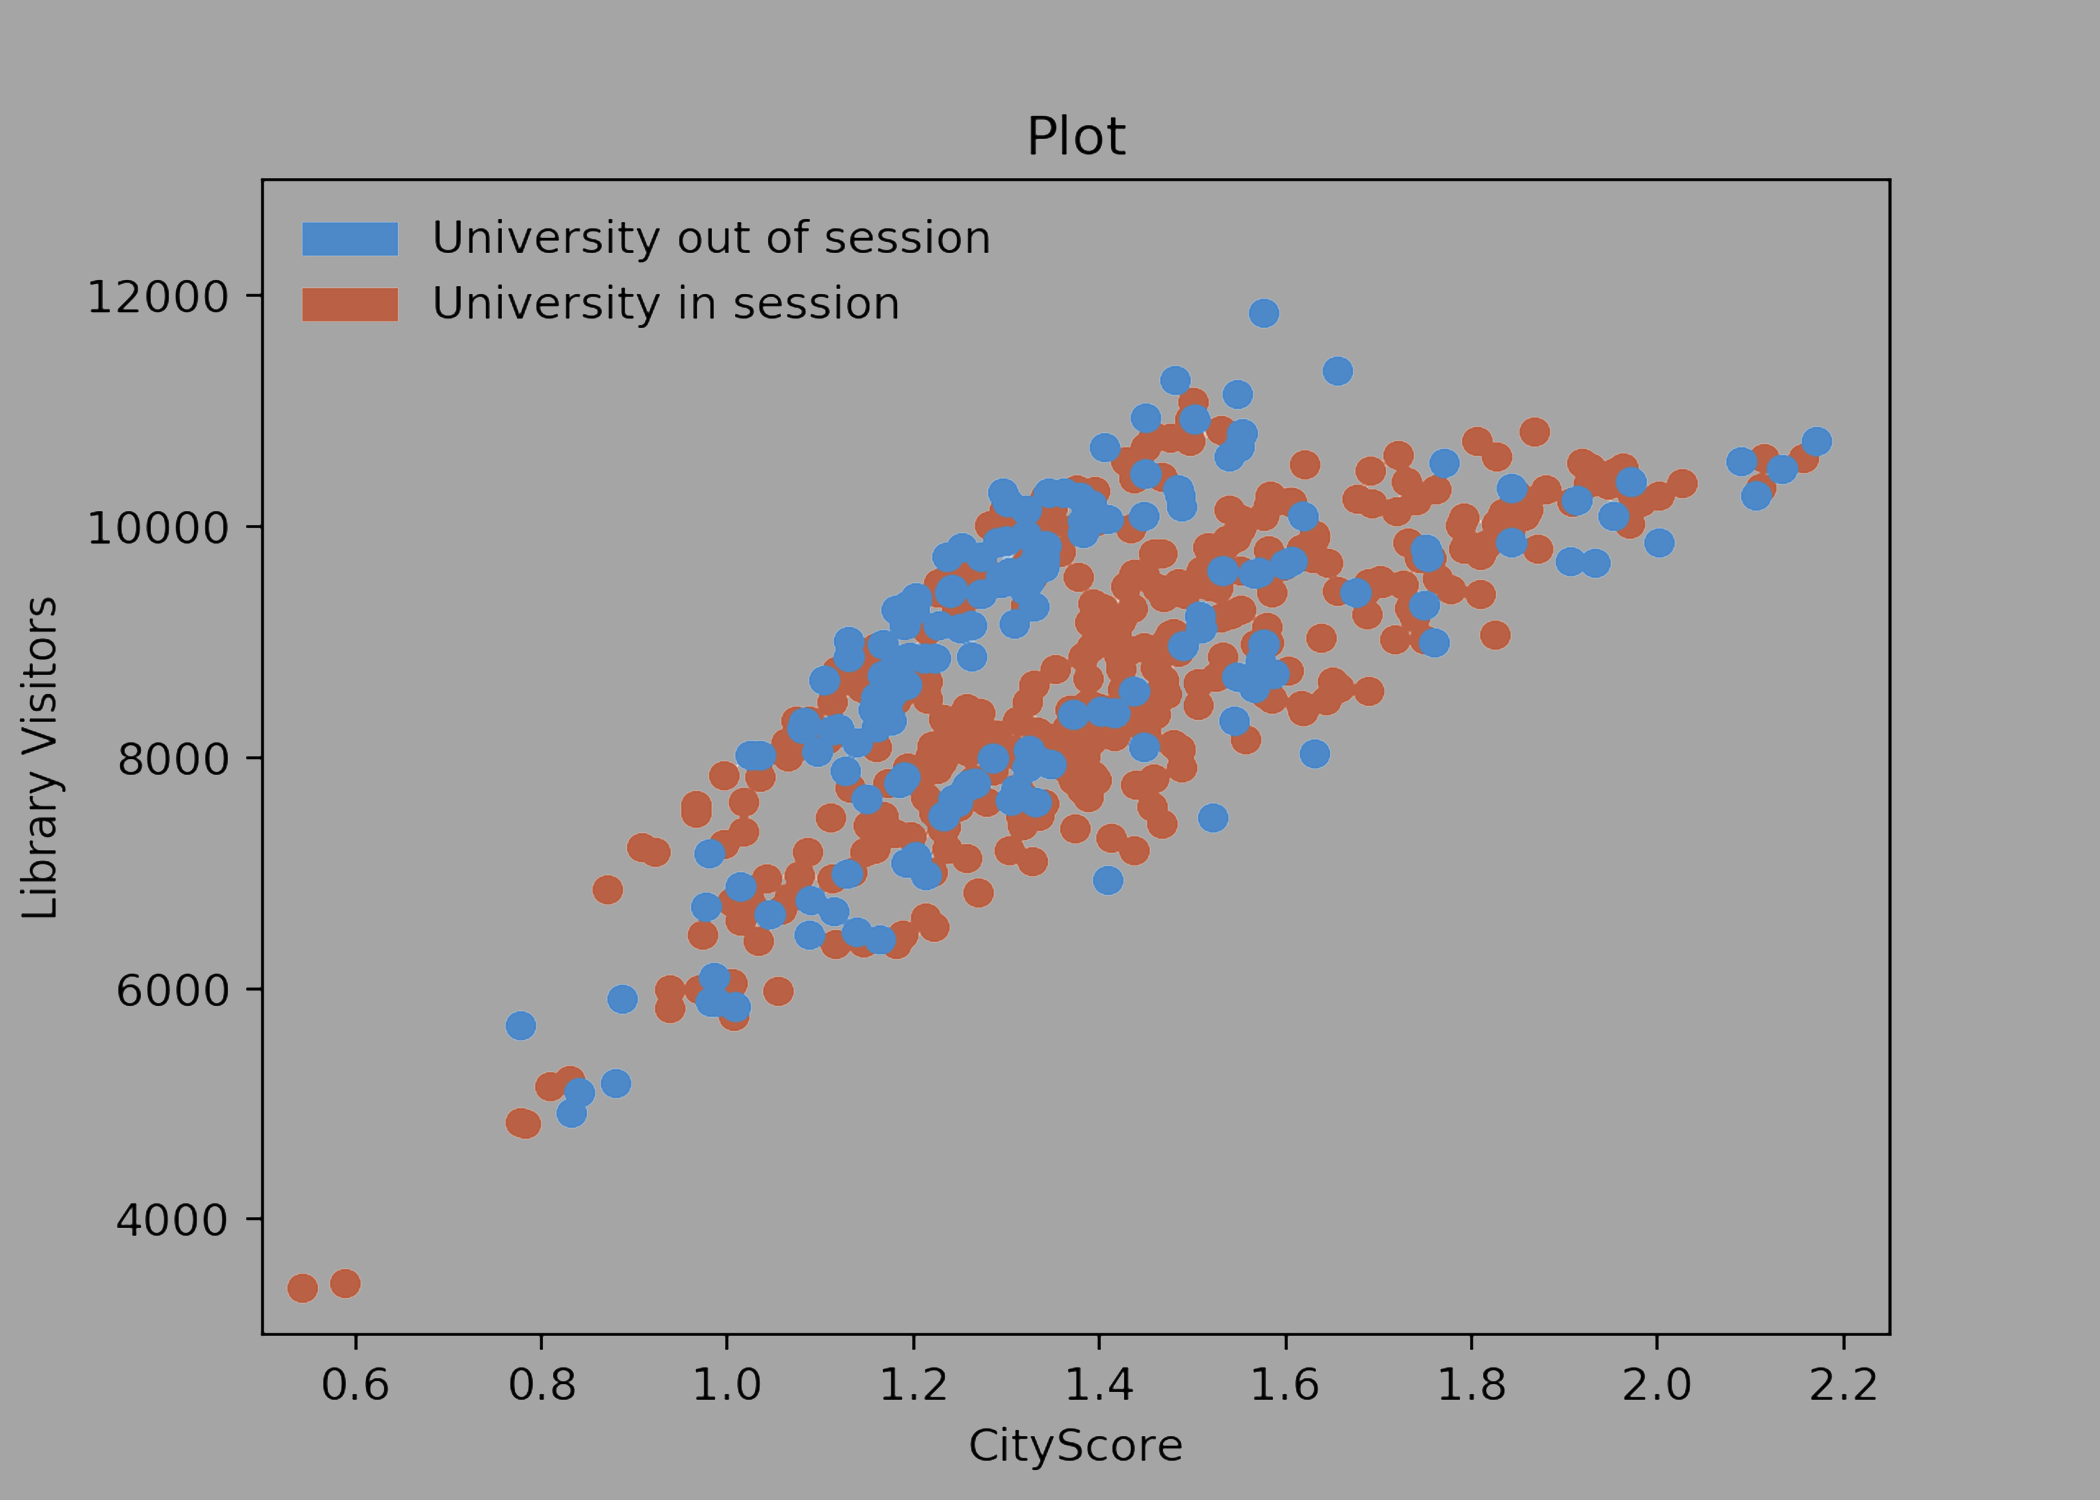 Plot
University out of session
University in session
12000
10000
8000
6000
4000
Library Visitors
0.6 0.8 1.0 1.2 1.4 1.6 1.8 2.0 2.2
CityScore